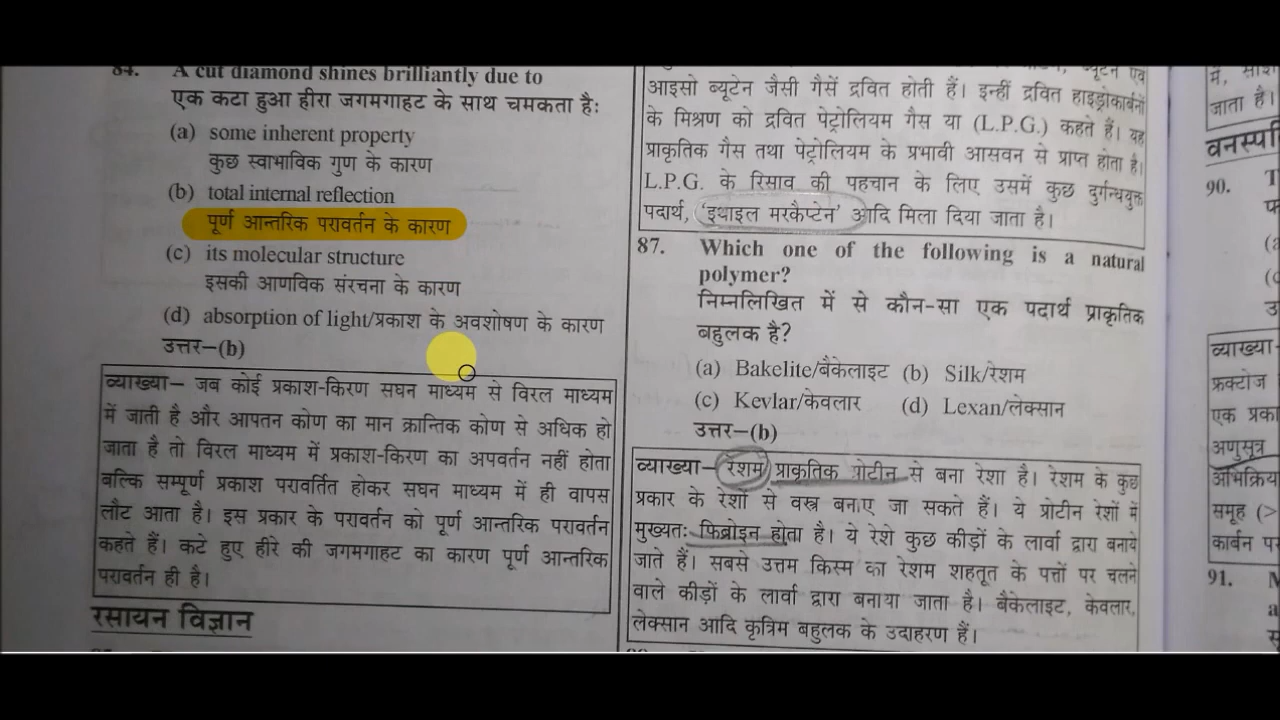 84. A cut diamond shines brilliantly due to
एक कटा हुआ हीरा जगमगाहट के साथ चमकता हैः
(a) some inherent property
कुछ स्वाभाविक गुण के कारण
(b) total internal reflection
पूर्ण आन्तरिक परावर्तन के कारण
(c) its molecular structure
इसकी आणविक संरचना के कारण
(d) absorption of light/प्रकाश के अवशोषण के कारण
उत्तर–(b)
व्याख्या– जब कोई प्रकाश-किरण सघन माध्यम से विरल माध्यम
में जाती है और आपतन कोण का मान क्रान्तिक कोण से अधिक हो
जाता है तो विरल माध्यम में प्रकाश-किरण का अपवर्तन नहीं होता
बल्कि सम्पूर्ण प्रकाश परावर्तित होकर सघन माध्यम में ही वापस
लौट आता है। इस प्रकार के परावर्तन को पूर्ण आन्तरिक परावर्तन
कहते हैं। कटे हुए हीरे की जगमगाहट का कारण पूर्ण आन्तरिक
परावर्तन ही है।
रसायन विज्ञान
ब्यूटेन एवं
आइसो ब्यूटेन जैसी गैसें द्रवित होती हैं। इन्हीं द्रवित हाइड्रोकार्बनों
के मिश्रण को द्रवित पेट्रोलियम गैस या (L.P.G.) कहते हैं। यह
प्राकृतिक गैस तथा पेट्रोलियम के प्रभावी आसवन से प्राप्त होता है।
L.P.G. के रिसाव की पहचान के लिए उसमें कुछ दुर्गन्धयुक्त
पदार्थ, ‘इथाइल मरकैप्टेन’ आदि मिला दिया जाता है।
87. Which one of the following is a natural
polymer?
निम्नलिखित में से कौन-सा एक पदार्थ प्राकृतिक
बहुलक है?
(a) Bakelite/बैकेलाइट (b) Silk/रेशम
(c) Kevlar/केवलार (d) Lexan/लेक्सान
उत्तर–(b)
व्याख्या– रेशम प्राकृतिक प्रोटीन से बना रेशा है। रेशम के कुछ
प्रकार के रेशों से वस्त्र बनाए जा सकते हैं। ये प्रोटीन रेशों में
मुख्यतः फिब्रोइन होता है। ये रेशे कुछ कीड़ों के लार्वा द्वारा बनाये
जाते हैं। सबसे उत्तम किस्म का रेशम शहतूत के पत्तों पर चलने
वाले कीड़ों के लार्वा द्वारा बनाया जाता है। बैकेलाइट, केवलार,
लेक्सान आदि कृत्रिम बहुलक के उदाहरण हैं।
जाता है।
90.
व्याख्या-
फ्रक्टोज
एक प्रका
अणुसूत्र
अभिक्रिय
समूह (>
कार्बन पर
91.